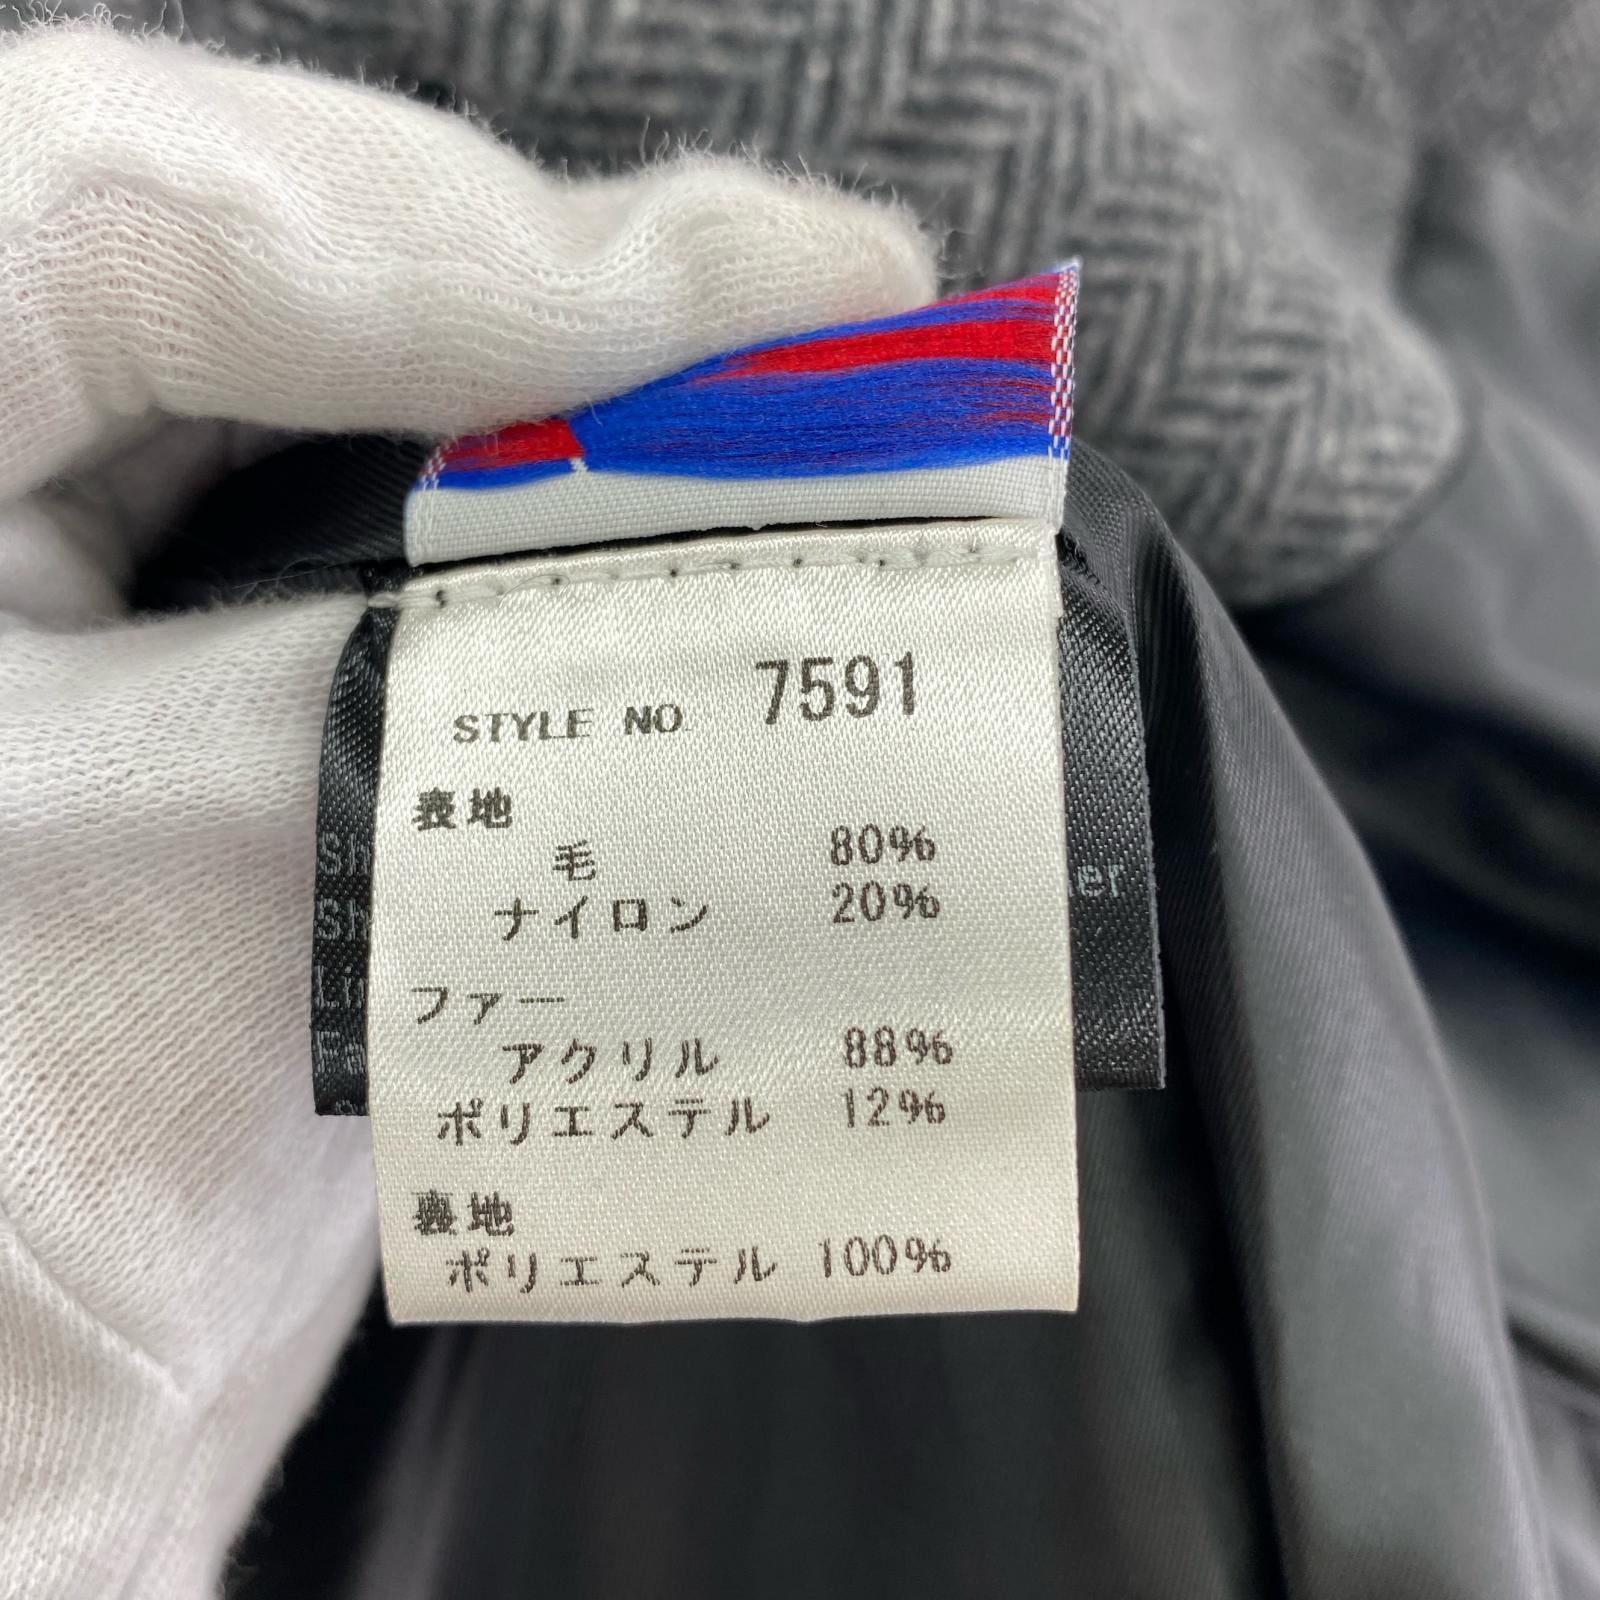 STYLE NO. 7591
表地
毛 80%
ナイロン 20%
ファー
アクリル 88%
ポリエステル 12%
裏地
ポリエステル 100%